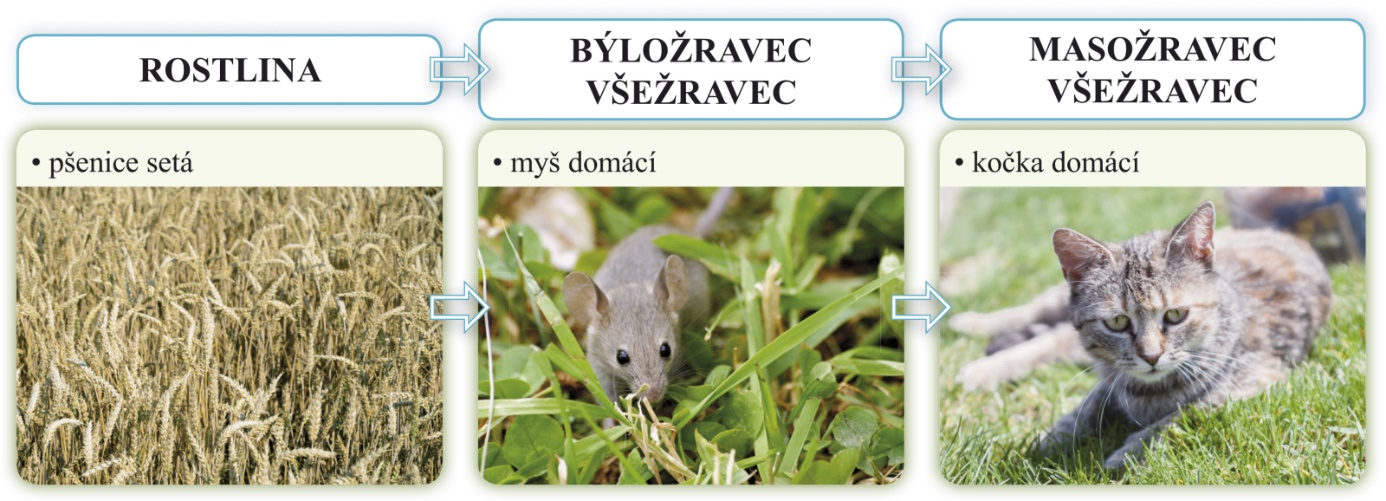 ROSTLINA
BÝLOŽRAVEC
VŠEŽRAVEC
MASOŽRAVEC
VŠEŽRAVEC
• pšenice setá
• myš domácí
• kočka domácí